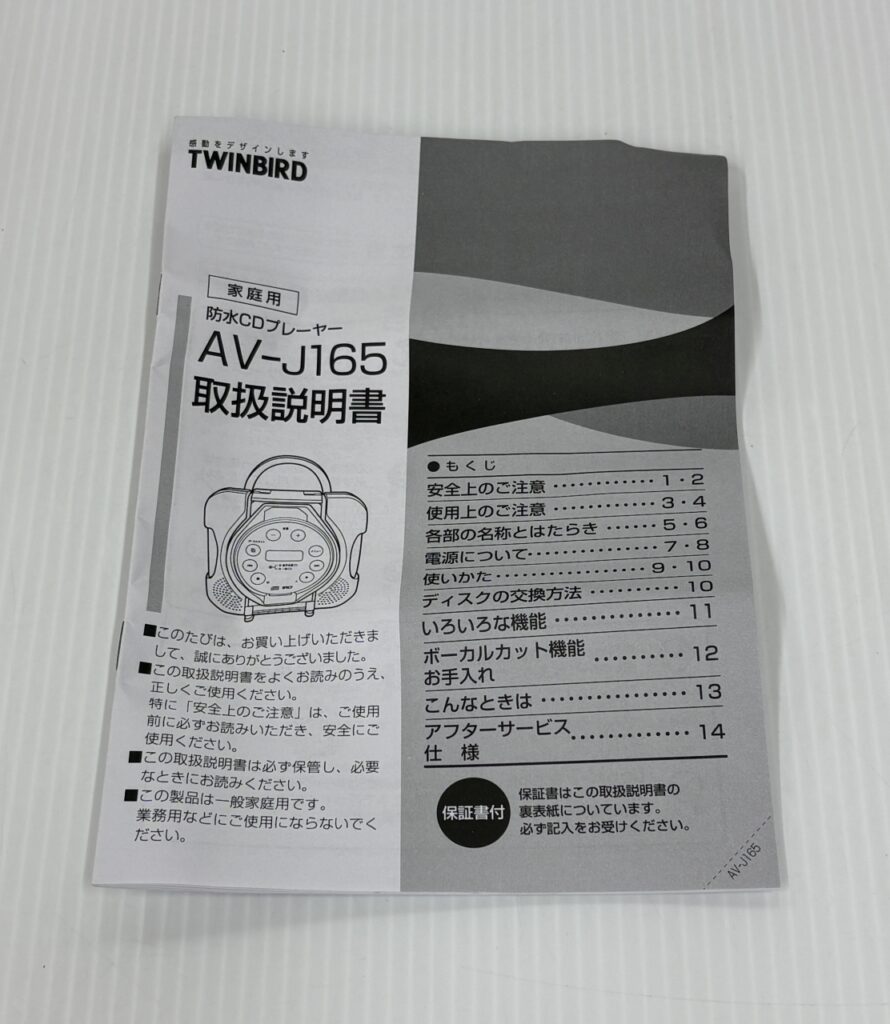 感動をデザインします
TWINBIRD
家庭用
防水CDプレーヤー
AV-J165
取扱説明書
■このたびは、お買い上げいただきま
して、誠にありがとうございました。
■この取扱説明書をよくお読みのうえ、
正しくご使用ください。
特に「安全上のご注意」は、ご使用
前に必ずお読みいただき、安全にご
使用ください。
■この取扱説明書は必ず保管し、必要
なときにお読みください。
■この製品は一般家庭用です。
業務用などにご使用にならないでく
ださい。
●もくじ
安全上のご注意・・・・・・・・・・・・1・2
使用上のご注意・・・・・・・・・・・・3・4
各部の名称とはたらき・・・・・・5・6
電源について・・・・・・・・・・・・・・7・8
使いかた・・・・・・・・・・・・・・・・9・10
ディスクの交換方法・・・・・・・・・・10
いろいろな機能・・・・・・・・・・・・・・11
ボーカルカット機能
お手入れ・・・・・・・・・・12
こんなときは・・・・・・・・・・・・・・・・13
アフターサービス
仕 様・・・・・・・・・・・・・14
保証書付
保証書はこの取扱説明書の
裏表紙についています。
必ず記入をお受けください。
AV-J165